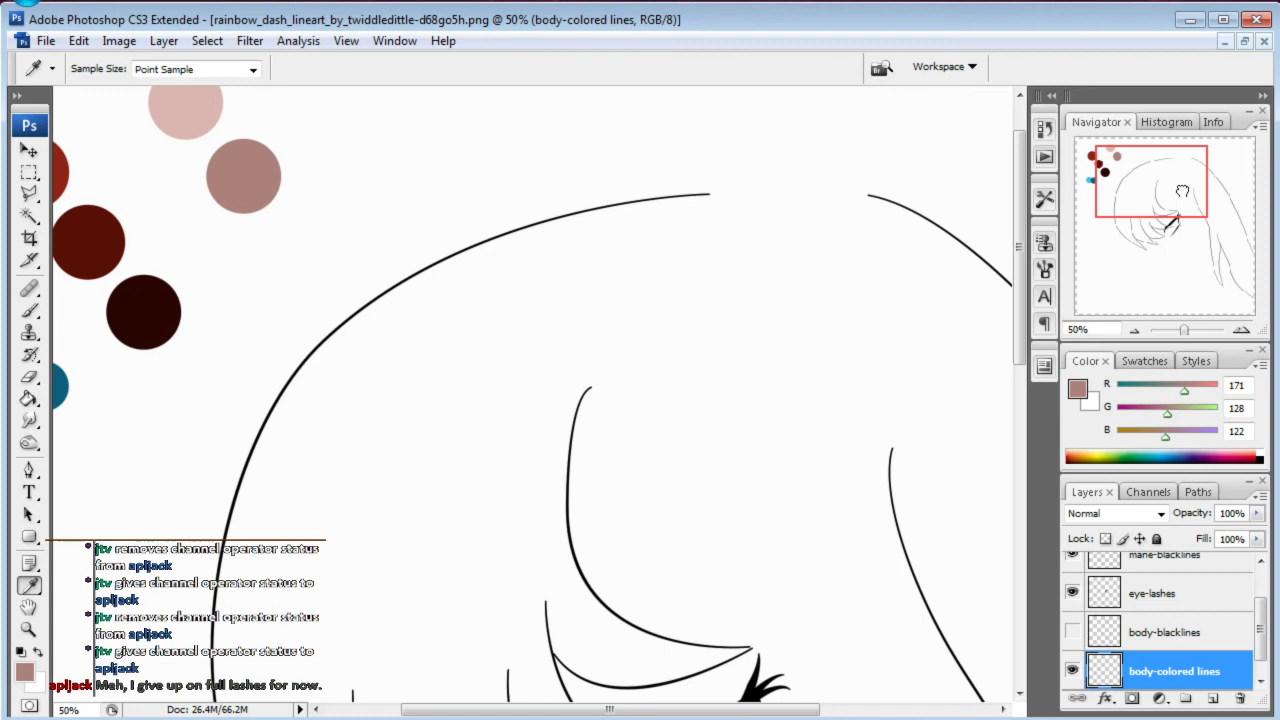 Adobe Photoshop CS3 Extended - [rainbow_dash_lineart_by_twiddledittle-d68go5h.png @ 50% (body-colored lines, RGB/8)]
File Edit Image Layer Select Filter Analysis View Window Help
Sample Size: Point Sample
Workspace
Ps
Navigator × Histogram Info
50%
Color × Swatches Styles
R 171
G 128
B 122
Layers × Channels Paths
Normal Opacity: 100%
Lock: Fill: 100%
mane-blacklines
eye-lashes
body-blacklines
body-colored lines
* jtv removes channel operator status
from apljack
* jtv gives channel operator status to
apljack
* jtv removes channel operator status
from apljack
* jtv gives channel operator status to
apljack
apljack Meh, I give up on full lashes for now.
50% Doc: 26.4M/66.2M